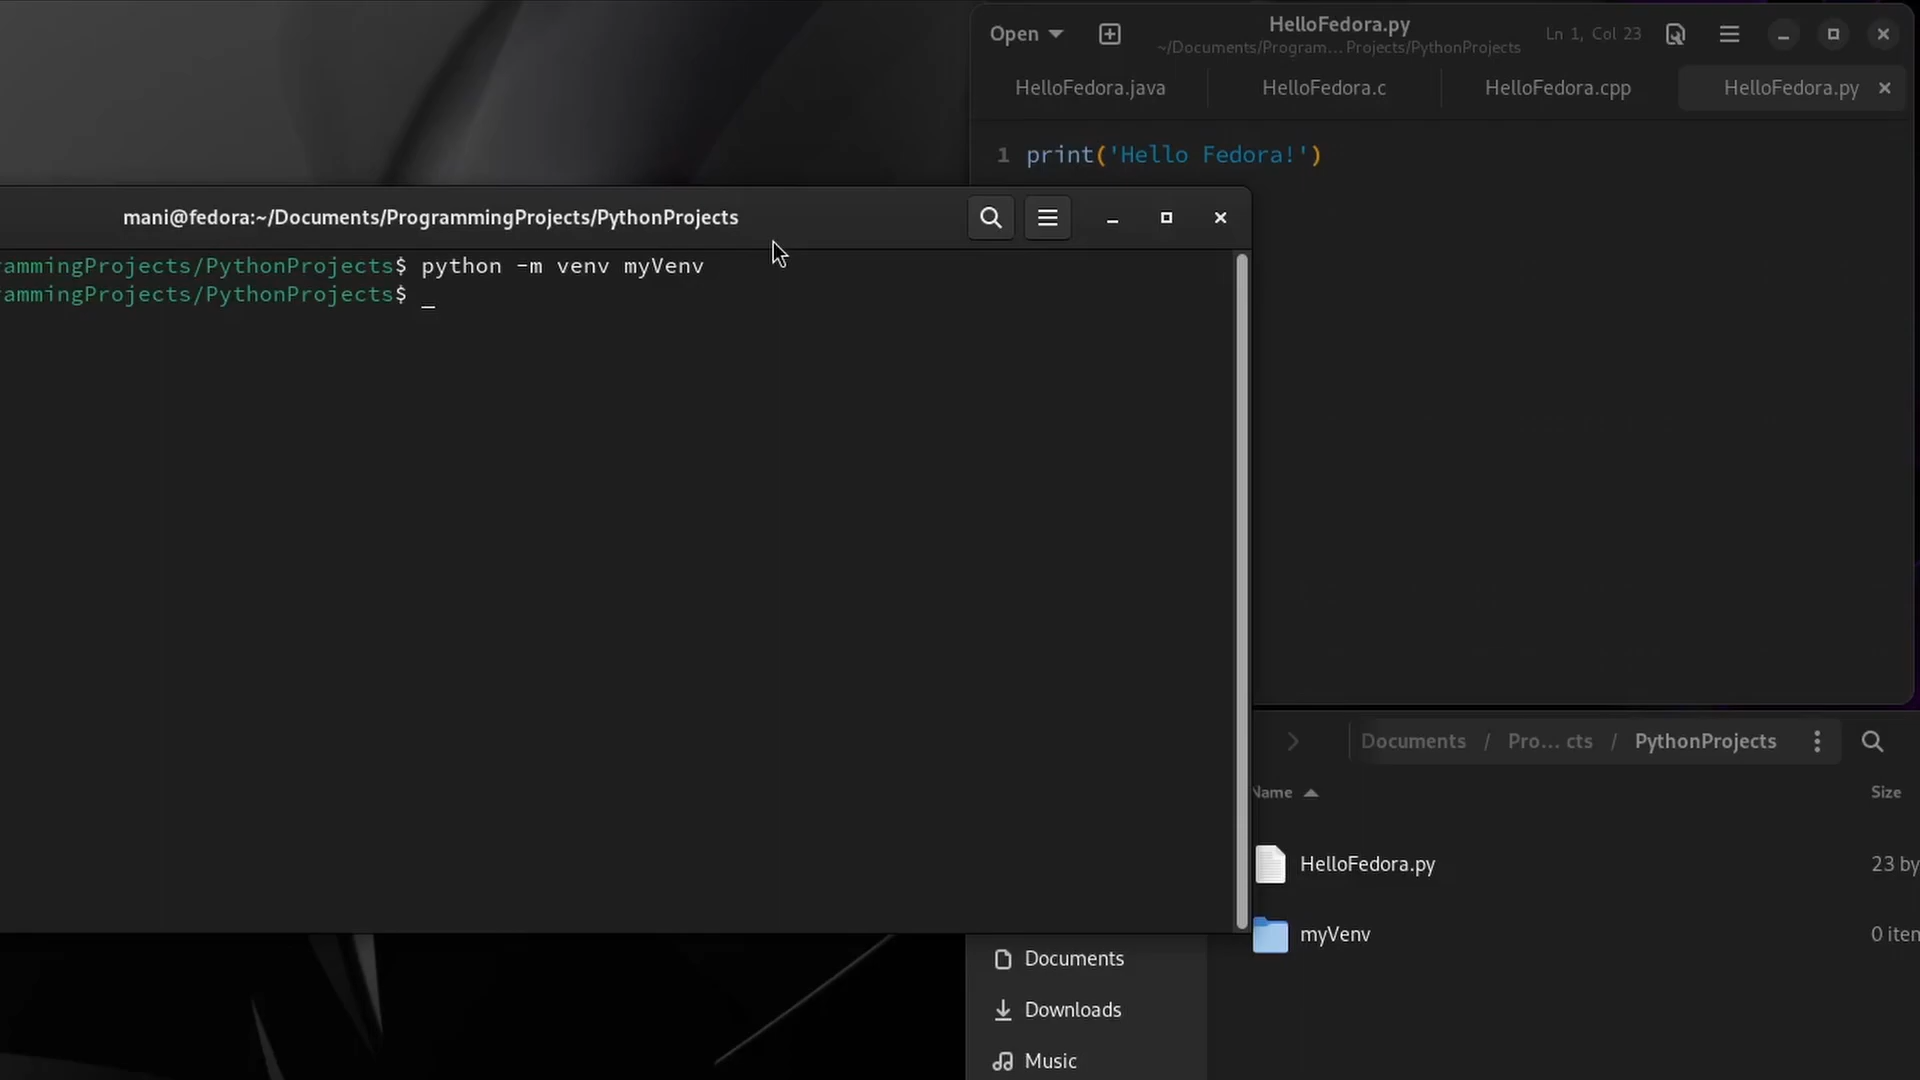 Open
HelloFedora.py
~/Documents/Program… Projects/PythonProjects
Ln 1, Col 23
HelloFedora.java
HelloFedora.c
HelloFedora.cpp
HelloFedora.py
1 print('Hello Fedora!')
mani@fedora:~/Documents/ProgrammingProjects/PythonProjects
ammingProjects/PythonProjects$ python -m venv myVenv
ammingProjects/PythonProjects$ _
Documents / Pro… cts / PythonProjects
Name
Size
HelloFedora.py
23 by
myVenv
0 iten
Documents
Downloads
Music